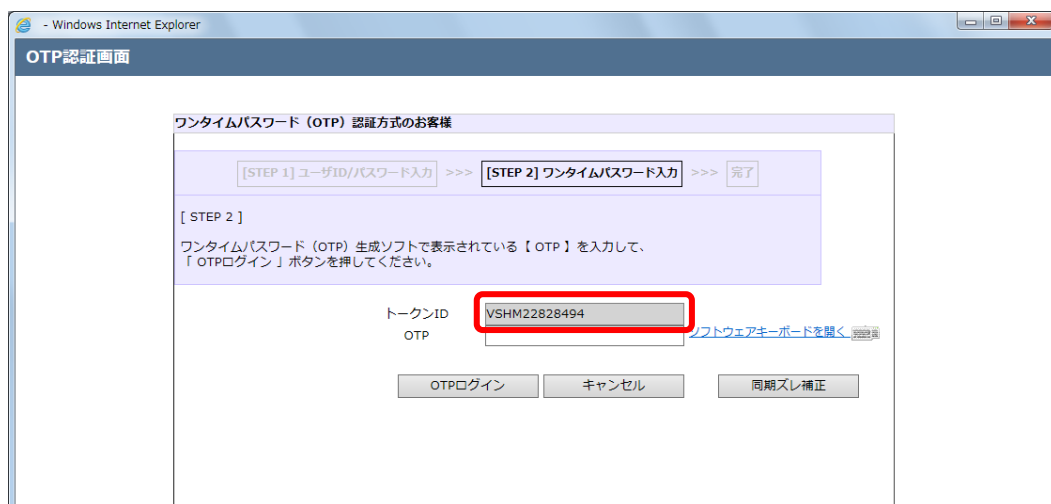 - Windows Internet Explorer
OTP認証画面
ワンタイムパスワード（OTP）認証方式のお客様
[STEP 1] ユーザID/パスワード入力 >>> [STEP 2] ワンタイムパスワード入力 >>> 完了
[ STEP 2 ]
ワンタイムパスワード（OTP）生成ソフトで表示されている【 OTP 】を入力して、
「 OTPログイン 」ボタンを押してください。
トークンID VSHM22828494
OTP ソフトウェアキーボードを開く
OTPログイン キャンセル 同期ズレ補正